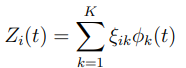 Z_i(t) = \sum_{k=1}^{K} \xi_{ik} \phi_k(t)